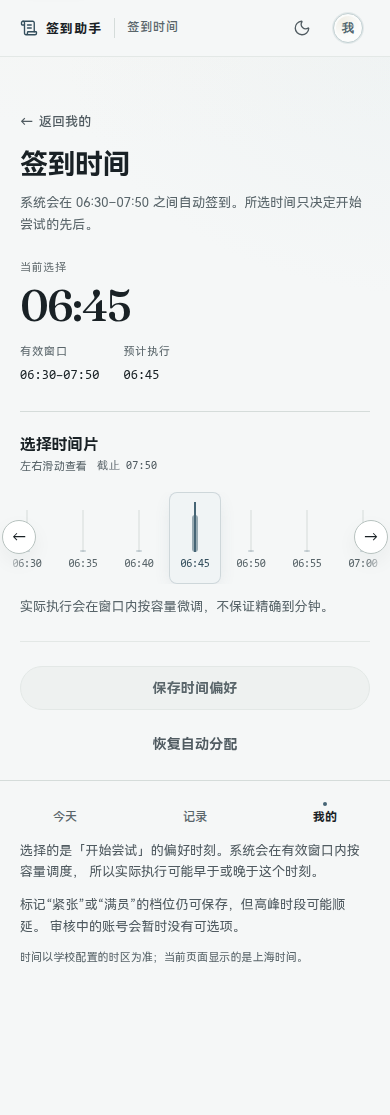 签到助手 签到时间 我
← 返回我的
签到时间
系统会在 06:30–07:50 之间自动签到。所选时间只决定开始
尝试的先后。
当前选择
06:45
有效窗口 预计执行
06:30–07:50 06:45
选择时间片
左右滑动查看 截止 07:50
← →
06:30 06:35 06:40 06:45 06:50 06:55 07:00
实际执行会在窗口内按容量微调，不保证精确到分钟。
保存时间偏好
恢复自动分配
今天 记录 我的
选择的是「开始尝试」的偏好时刻。系统会在有效窗口内按
容量调度， 所以实际执行可能早于或晚于这个时刻。
标记“紧张”或“满员”的档位仍可保存，但高峰时段可能顺
延。 审核中的账号会暂时没有可选项。
时间以学校配置的时区为准；当前页面显示的是上海时间。